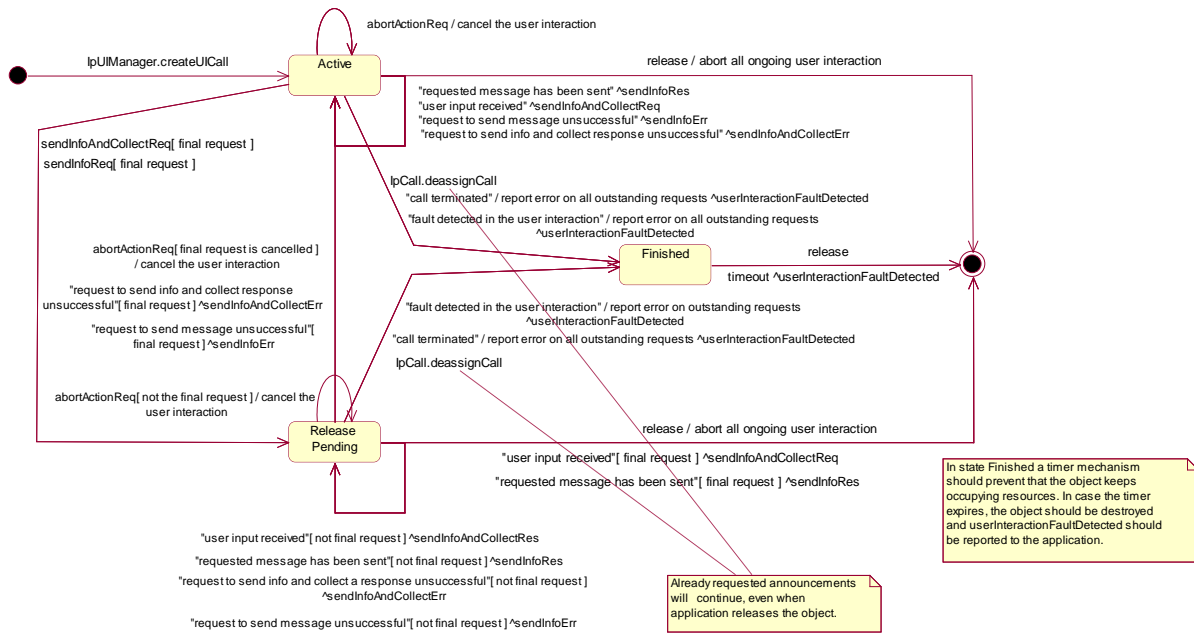 abortActionReq / cancel the user interaction
IpUIManager.createUICall
Active
release / abort all ongoing user interaction
"requested message has been sent" ^sendInfoRes
"user input received" ^sendInfoAndCollectReq
"request to send message unsuccessful" ^sendInfoErr
"request to send info and collect response unsuccessful" ^sendInfoAndCollectErr
sendInfoAndCollectReq[ final request ]
sendInfoReq[ final request ]
IpCall.deassignCall
"call terminated" / report error on all outstanding requests ^userInteractionFaultDetected
"fault detected in the user interaction" / report error on all outstanding requests
^userInteractionFaultDetected
abortActionReq[ final request is cancelled ]
/ cancel the user interaction
Finished
release
timeout ^userInteractionFaultDetected
"request to send info and collect response
unsuccessful"[ final request ] ^sendInfoAndCollectErr
"request to send message unsuccessful"[
final request ] ^sendInfoErr
"fault detected in the user interaction" / report error on outstanding requests
^userInteractionFaultDetected
"call terminated" / report error on all outstanding requests ^userInteractionFaultDetected
IpCall.deassignCall
abortActionReq[ not the final request ] / cancel the
user interaction
Release
Pending
release / abort all ongoing user interaction
"user input received"[ final request ] ^sendInfoAndCollectReq
"requested message has been sent"[ final request ] ^sendInfoRes
In state Finished a timer mechanism
should prevent that the object keeps
occupying resources. In case the timer
expires, the object should be destroyed
and userInteractionFaultDetected should
be reported to the application.
"user input received"[ not final request ] ^sendInfoAndCollectRes
"requested message has been sent"[ not final request ] ^sendInfoRes
"request to send info and collect a response unsuccessful"[ not final request ]
^sendInfoAndCollectErr
"request to send message unsuccessful"[ not final request ] ^sendInfoErr
Already requested announcements
will continue, even when
application releases the object.